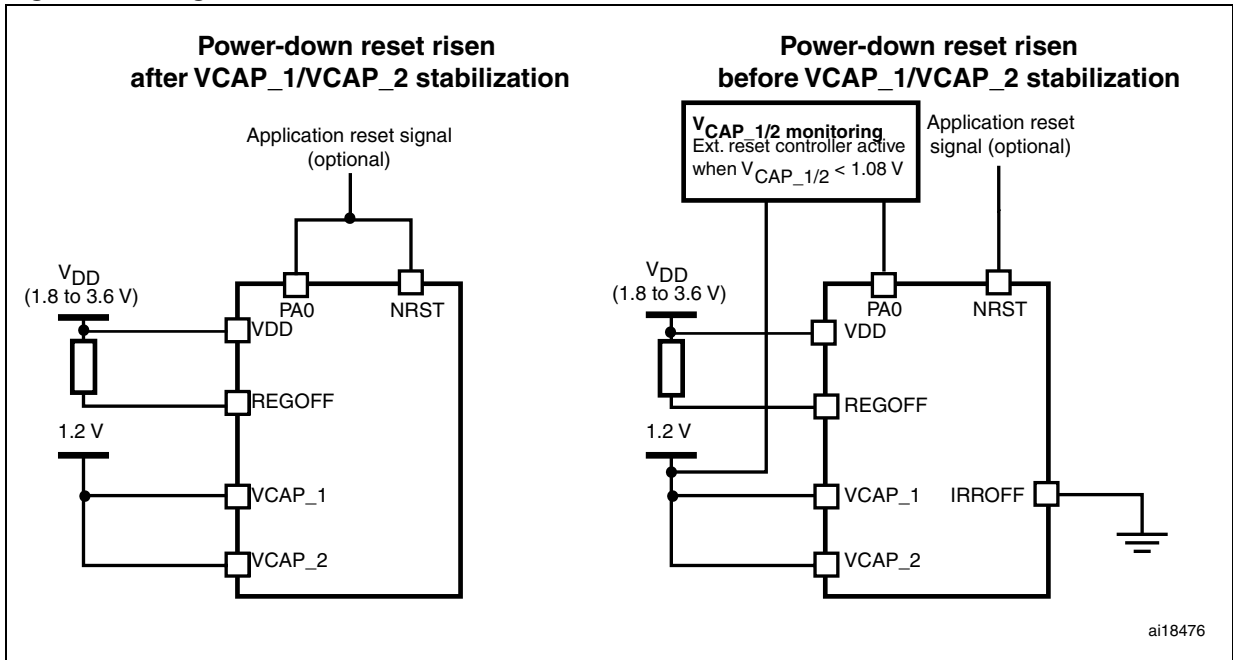 Power-down reset risen
after VCAP_1/VCAP_2 stabilization
Application reset signal
(optional)
VDD
(1.8 to 3.6 V)
PA0
NRST
VDD
REGOFF
1.2 V
VCAP_1
VCAP_2
Power-down reset risen
before VCAP_1/VCAP_2 stabilization
VCAP_1/2 monitoring
Ext. reset controller active
when VCAP_1/2 < 1.08 V
Application reset
signal (optional)
VDD
(1.8 to 3.6 V)
PA0
NRST
VDD
REGOFF
1.2 V
VCAP_1
IRROFF
VCAP_2
ai18476